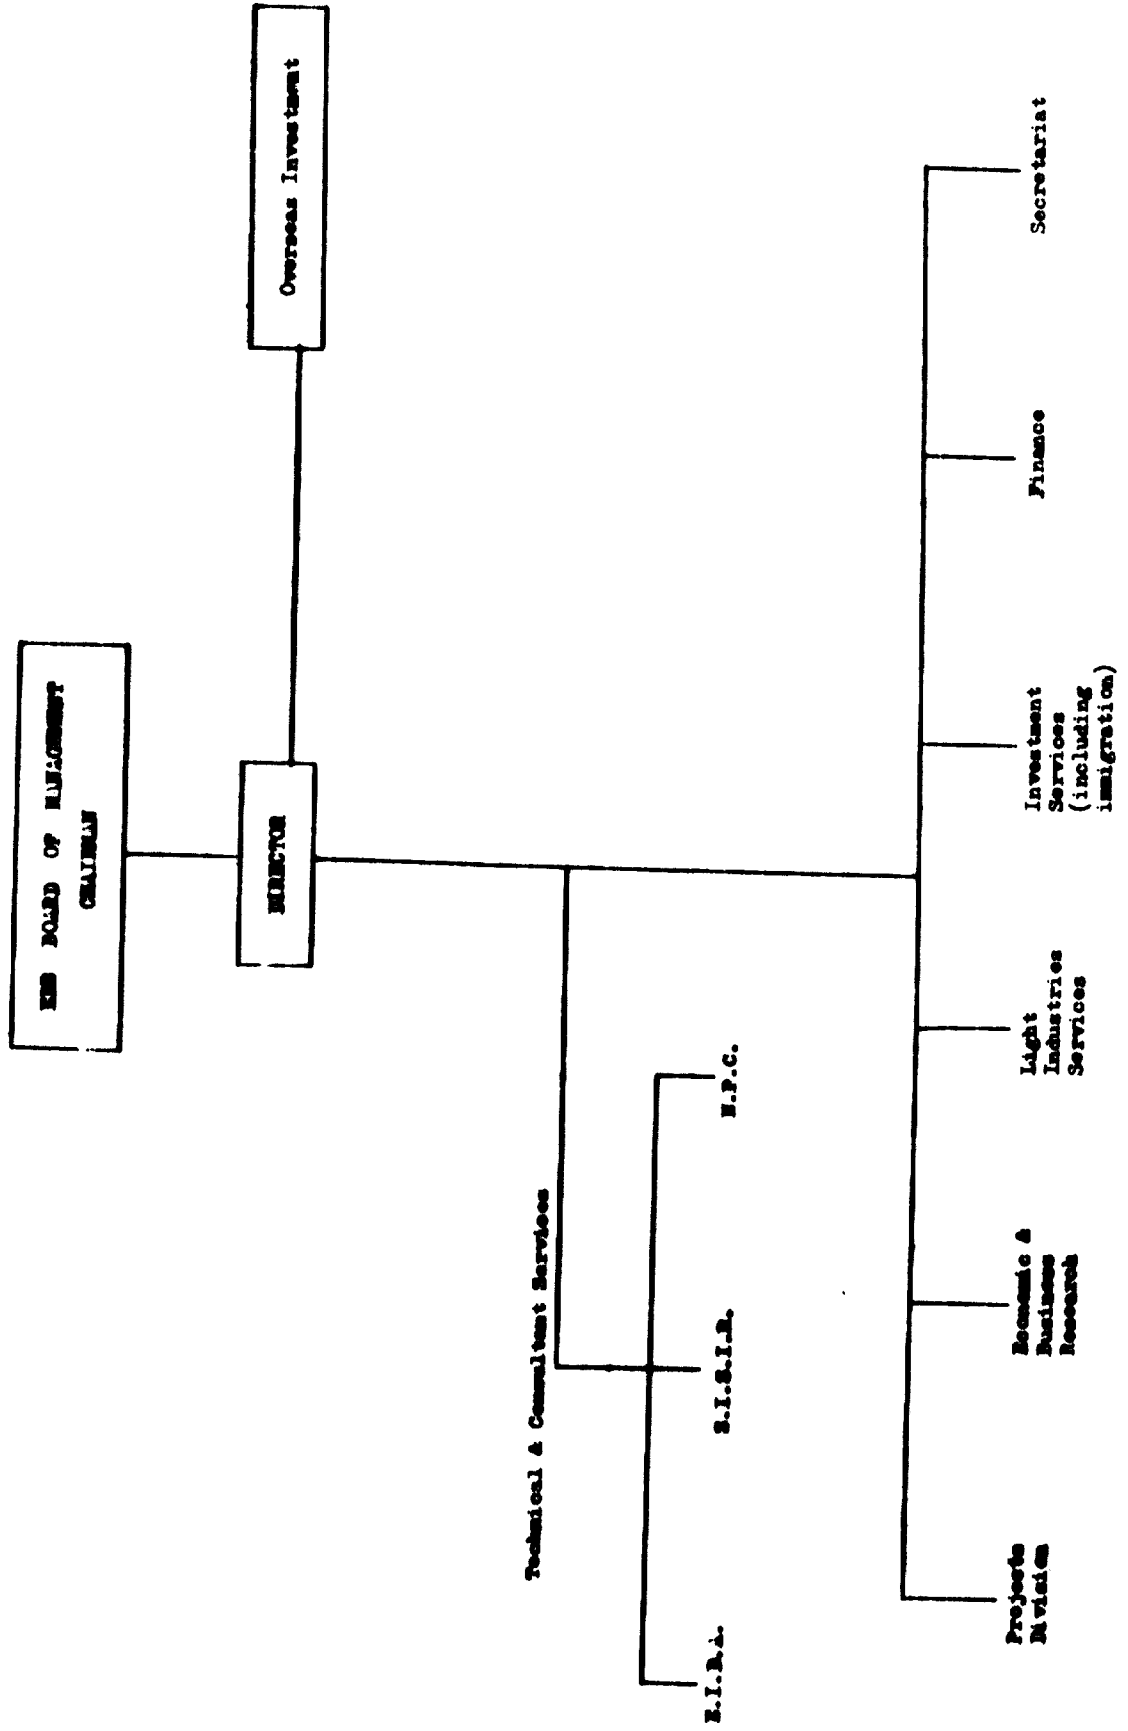 EDB BOARD OF MANAGEMENT
CHAIRMAN
DIRECTOR
Overseas Investment
Technical & Consultant Services
E.I.D.A.
S.I.S.I.R.
N.P.C.
Projects
Division
Economic &
Business
Research
Light
Industries
Services
Investment
Services
(including
immigration)
Finance
Secretariat